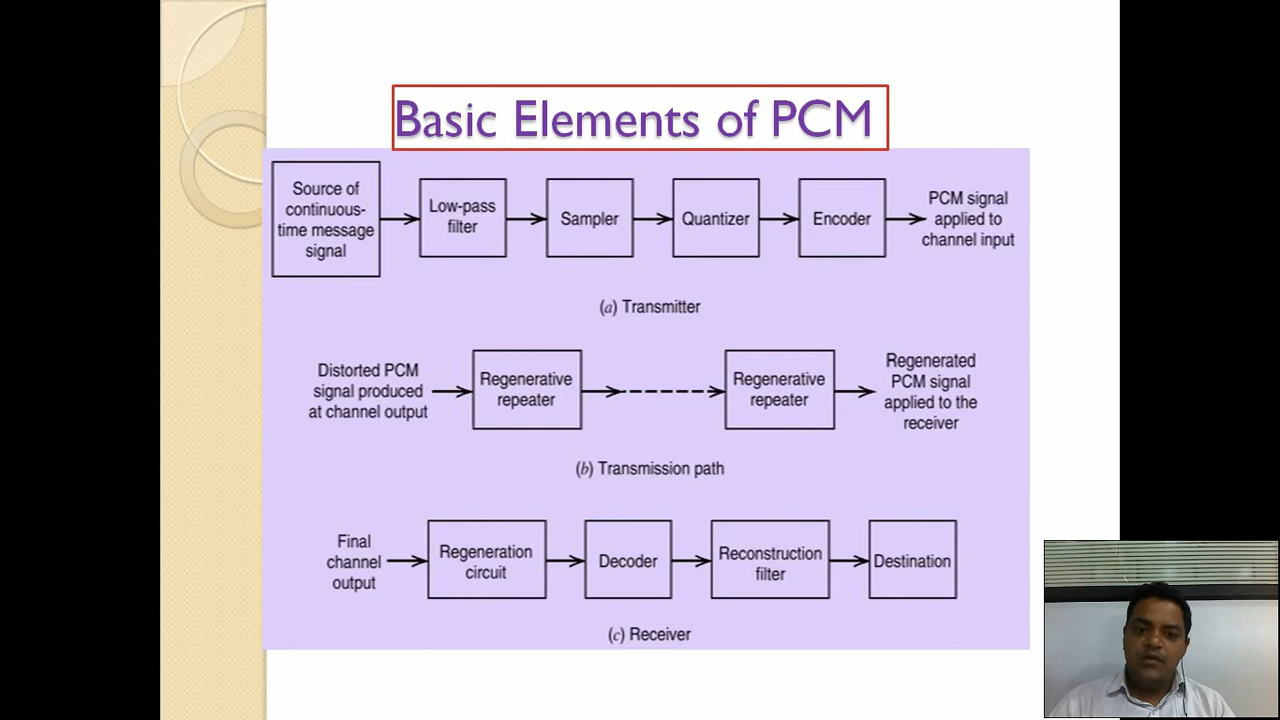 Basic Elements of PCM
Source of
continuous-
time message
signal
Low-pass
filter
Sampler
Quantizer
Encoder
PCM signal
applied to
channel input
(a) Transmitter
Distorted PCM
signal produced
at channel output
Regenerative
repeater
Regenerative
repeater
Regenerated
PCM signal
applied to the
receiver
(b) Transmission path
Final
channel
output
Regeneration
circuit
Decoder
Reconstruction
filter
Destination
(c) Receiver